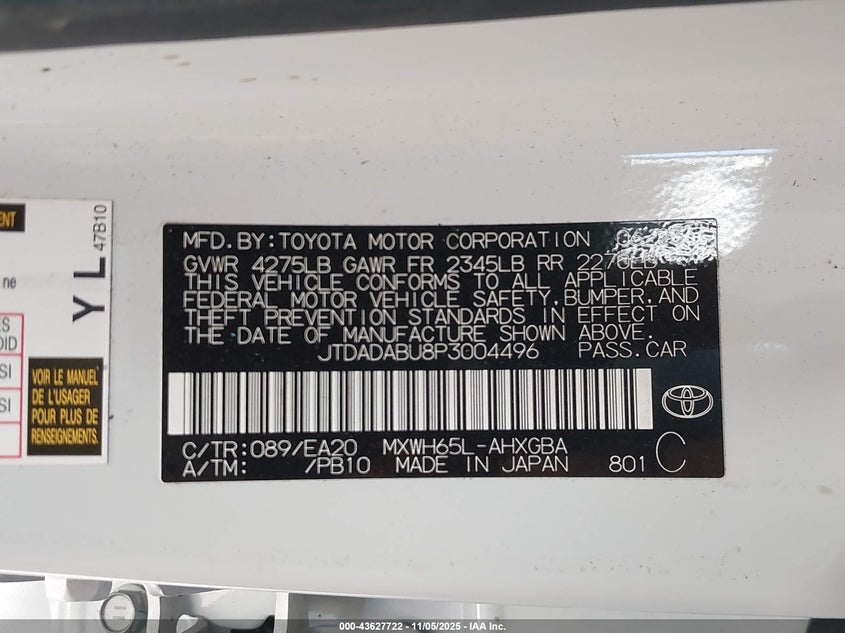 MFD.BY:TOYOTA MOTOR CORPORATION
GVWR 4275LB GAWR FR 2345LB RR
THIS VEHICLE CONFORMS TO ALL APPLICABLE
FEDERAL MOTOR VEHICLE SAFETY,BUMPER,AND
THEFT PREVENTION STANDARDS IN EFFECT ON
THE DATE OF MANUFACTURE SHOWN ABOVE.
JTDADABU8P3004496 PASS.CAR
C/TR:089/EA20 MXWH65L-AHXGBA
A/TM: /PB10 MADE IN JAPAN 801 C
YL
47B10
ne
SI
SI
VOIR LE MANUEL
DE L'USAGER
POUR PLUS DE
RENSEIGNEMENTS.
000-43627722 - 11/05/2025 - IAA Inc.